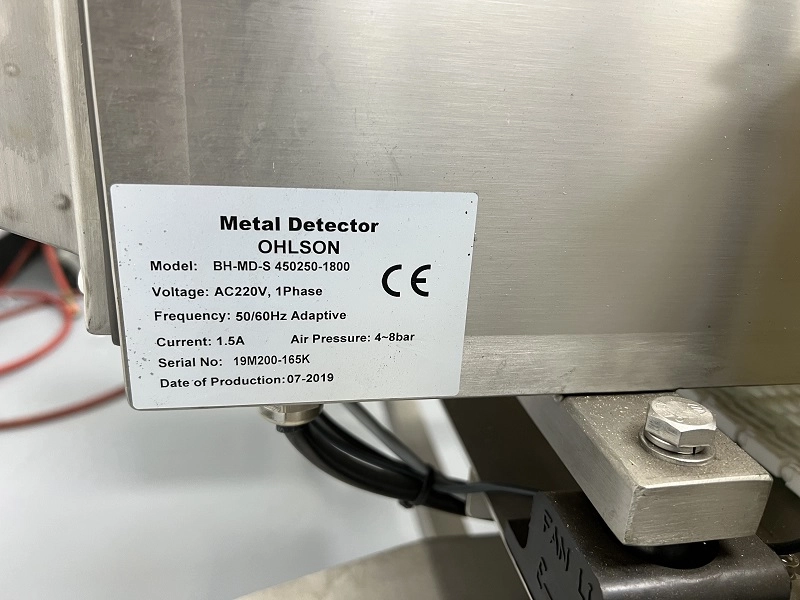 Metal Detector
OHLSON
Model: BH-MD-S 450250-1800
CE
Voltage: AC220V, 1Phase
Frequency: 50/60Hz Adaptive
Current: 1.5A Air Pressure: 4~8bar
Serial No: 19M200-165K
Date of Production:07-2019
FAM